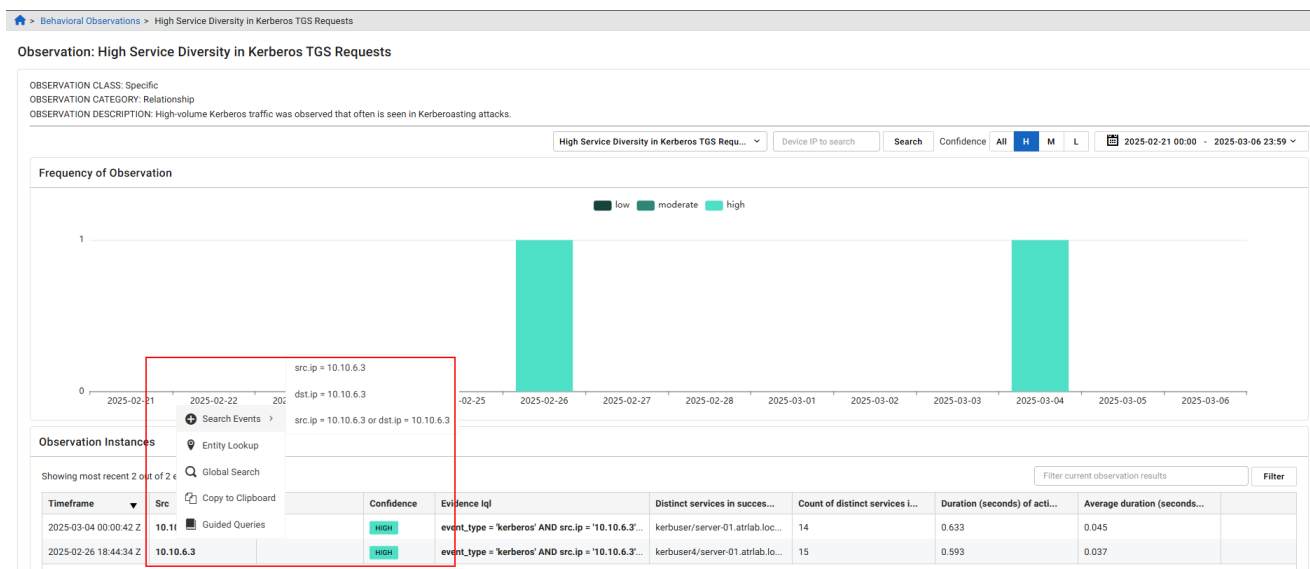 > Behavioral Observations > High Service Diversity in Kerberos TGS Requests
Observation: High Service Diversity in Kerberos TGS Requests
OBSERVATION CLASS: Specific
OBSERVATION CATEGORY: Relationship
OBSERVATION DESCRIPTION: High-volume Kerberos traffic was observed that often is seen in Kerberoasting attacks.
High Service Diversity in Kerberos TGS Requ... Device IP to search Search Confidence All H M L 2025-02-21 00:00 - 2025-03-06 23:59
Frequency of Observation
low moderate high
1
src.ip = 10.10.6.3
0
dst.ip = 10.10.6.3
2025-02-21 2025-02-22 202 -02-25 2025-02-26 2025-02-27 2025-02-28 2025-03-01 2025-03-02 2025-03-03 2025-03-04 2025-03-05 2025-03-06
Search Events > src.ip = 10.10.6.3 or dst.ip = 10.10.6.3
Observation Instances
Entity Lookup
Showing most recent 2 out of 2 e
Global Search
Filter current observation results Filter
Copy to Clipboard
Timeframe Src Confidence Evidence Iql Distinct services in succes... Count of distinct services i... Duration (seconds) of acti... Average duration (seconds...
Guided Queries
2025-03-04 00:00:42 Z 10.10 HIGH event_type = 'kerberos' AND src.ip = '10.10.6.3'... kerbuser/server-01.atrlab.loc... 14 0.633 0.045
2025-02-26 18:44:34 Z 10.10.6.3 HIGH event_type = 'kerberos' AND src.ip = '10.10.6.3'... kerbuser4/server-01.atrlab.lo... 15 0.593 0.037